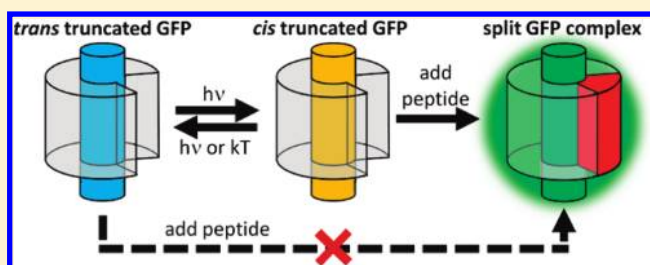 trans truncated GFP
cis truncated GFP
split GFP complex
hν
hν or kT
add
peptide
add peptide